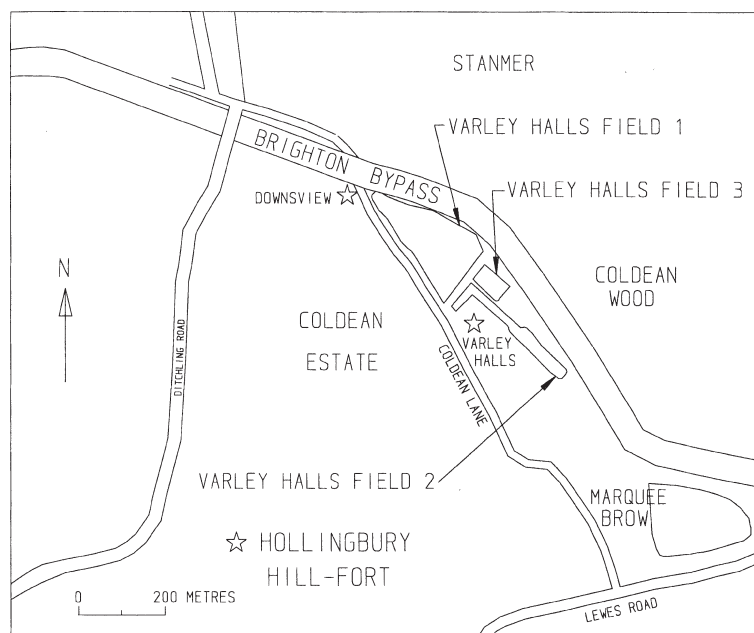 STANMER
VARLEY HALLS FIELD 1
BRIGHTON BYPASS
VARLEY HALLS FIELD 3
DOWNSVIEW
N
COLDEAN
WOOD
COLDEAN
ESTATE
VARLEY
HALLS
DITCHLING ROAD
COLDEAN LANE
VARLEY HALLS FIELD 2
MARQUEE
BROW
HOLLINGBURY
HILL-FORT
0 200 METRES
LEWES ROAD